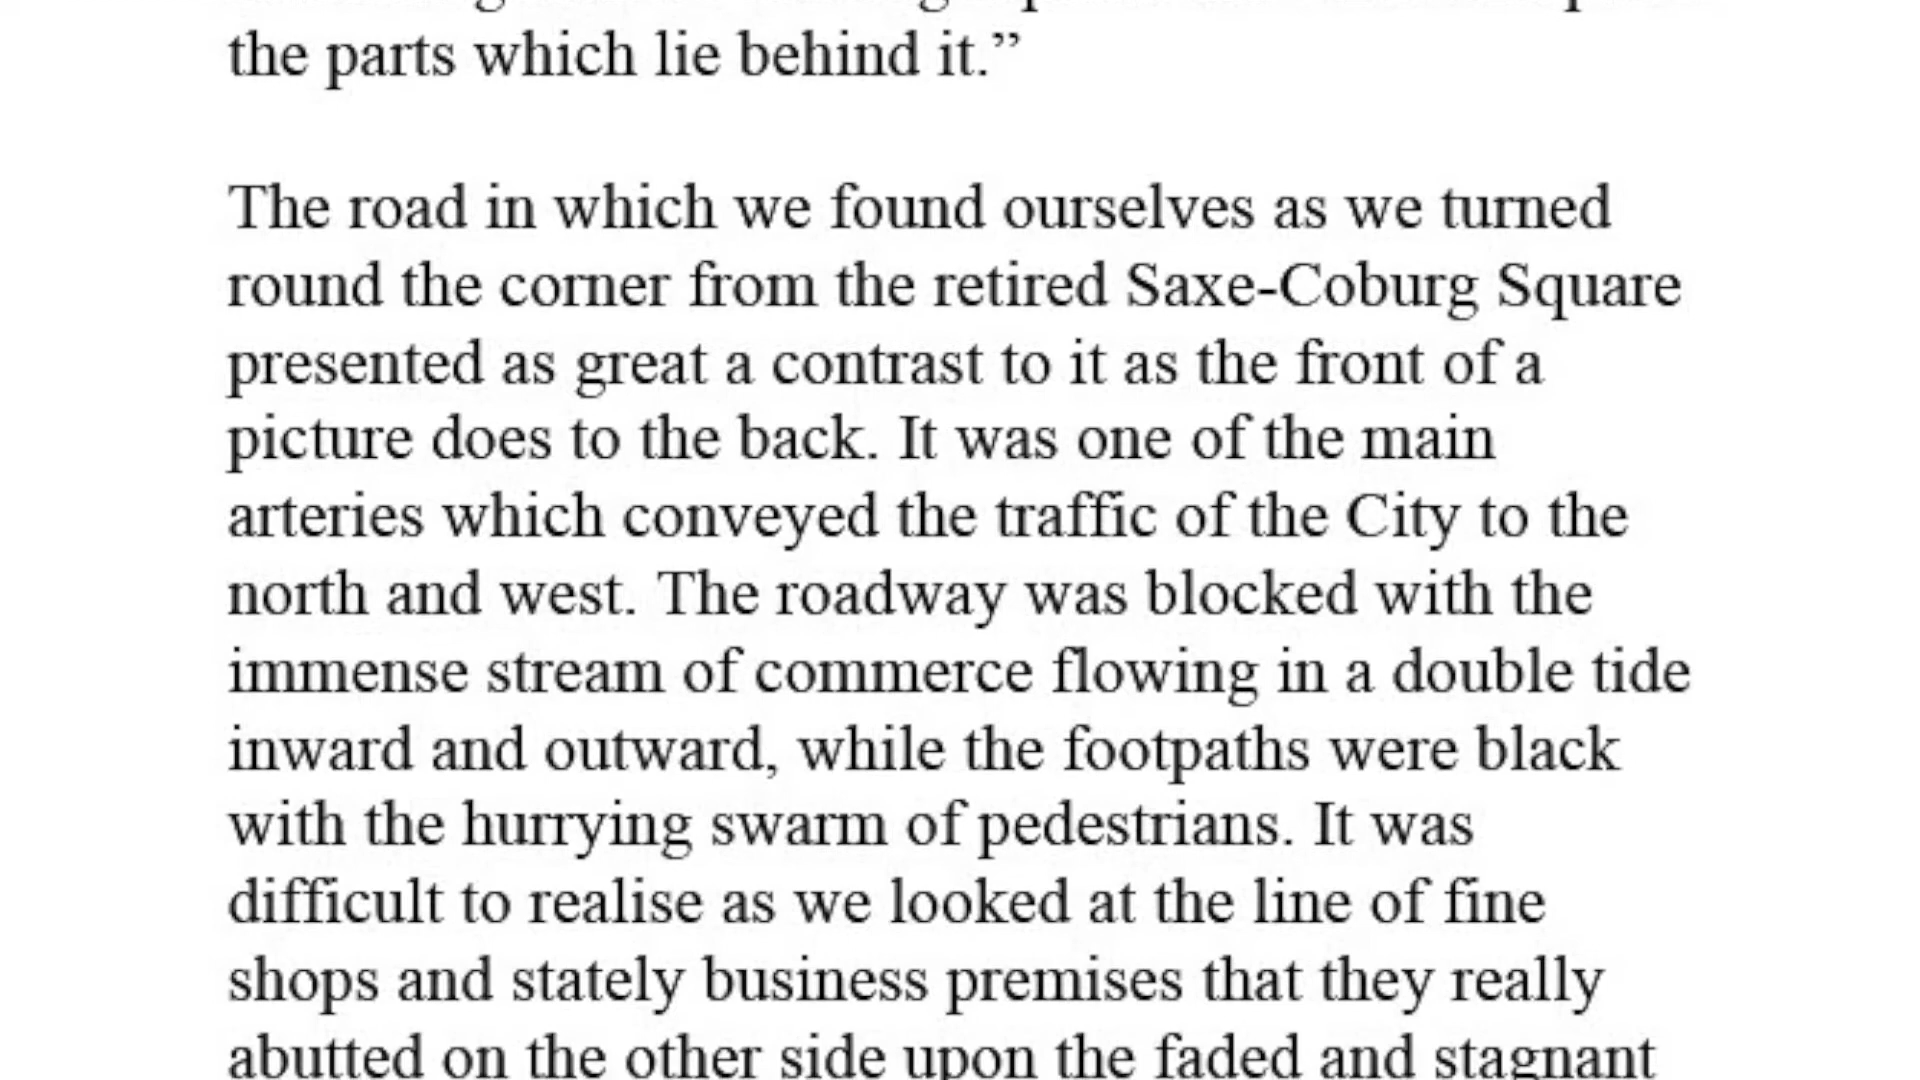 the parts which lie behind it.”
The road in which we found ourselves as we turned
round the corner from the retired Saxe-Coburg Square
presented as great a contrast to it as the front of a
picture does to the back. It was one of the main
arteries which conveyed the traffic of the City to the
north and west. The roadway was blocked with the
immense stream of commerce flowing in a double tide
inward and outward, while the footpaths were black
with the hurrying swarm of pedestrians. It was
difficult to realise as we looked at the line of fine
shops and stately business premises that they really
abutted on the other side upon the faded and stagnant